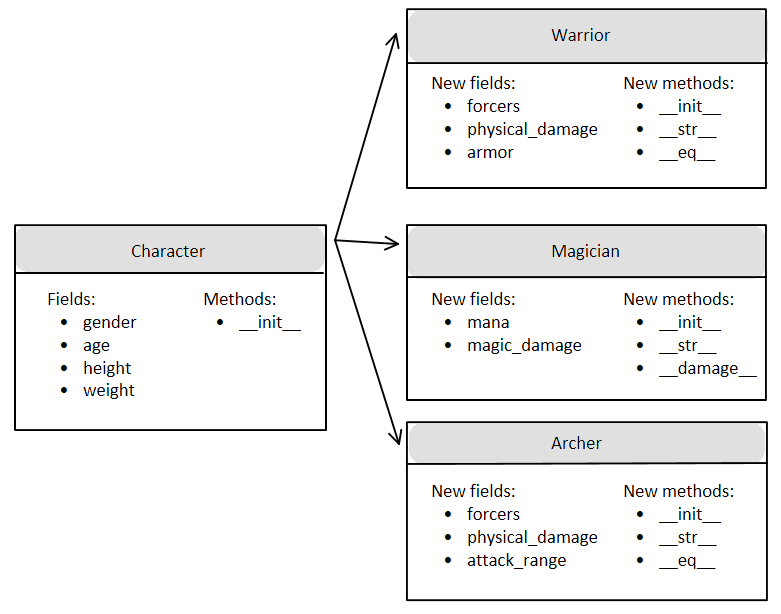 Warrior
New fields:
• forcers
• physical_damage
• armor
New methods:
• __init__
• __str__
• __eq__
Character
Fields:
• gender
• age
• height
• weight
Methods:
• __init__
Magician
New fields:
• mana
• magic_damage
New methods:
• __init__
• __str__
• __damage__
Archer
New fields:
• forcers
• physical_damage
• attack_range
New methods:
• __init__
• __str__
• __eq__